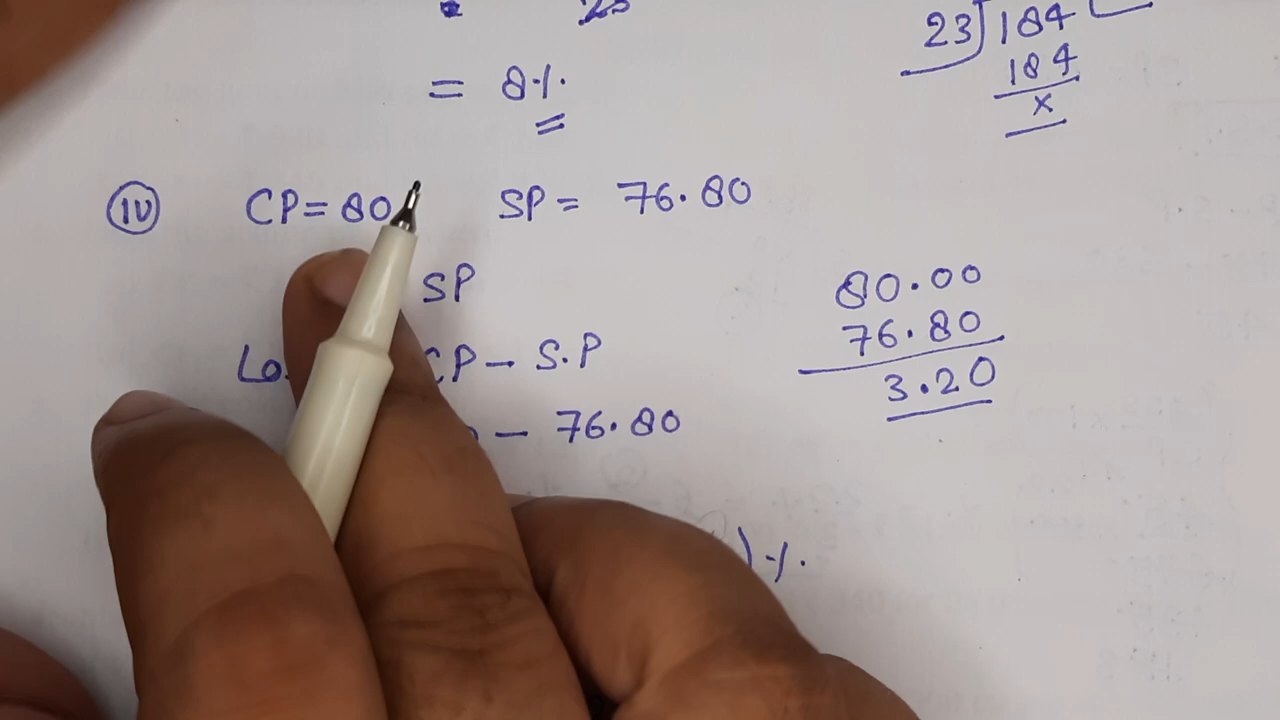 = 8%.
=
23)184
184
x
(iv) CP = 80 SP = 76.80
SP
CP - S.P
- 76.80
80.00
76.80
3.20
) %.